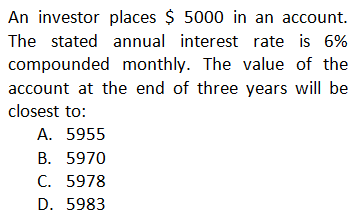 An investor places $ 5000 in an account.
The stated annual interest rate is 6%
compounded monthly. The value of the
account at the end of three years will be
closest to:
A. 5955
B. 5970
C. 5978
D. 5983